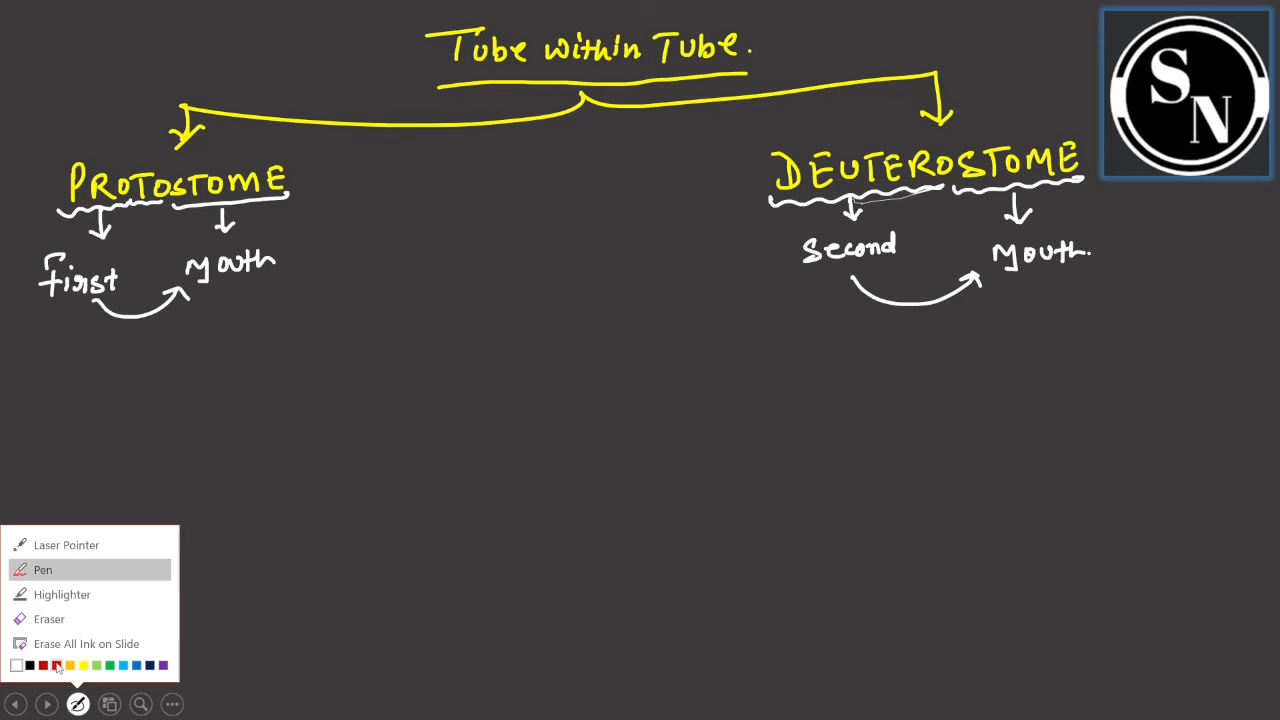 Tube within Tube.
PROTOSTOME
DEUTEROSTOME
First Mouth
Second Mouth.
SN
Laser Pointer
Pen
Highlighter
Eraser
Erase All Ink on Slide